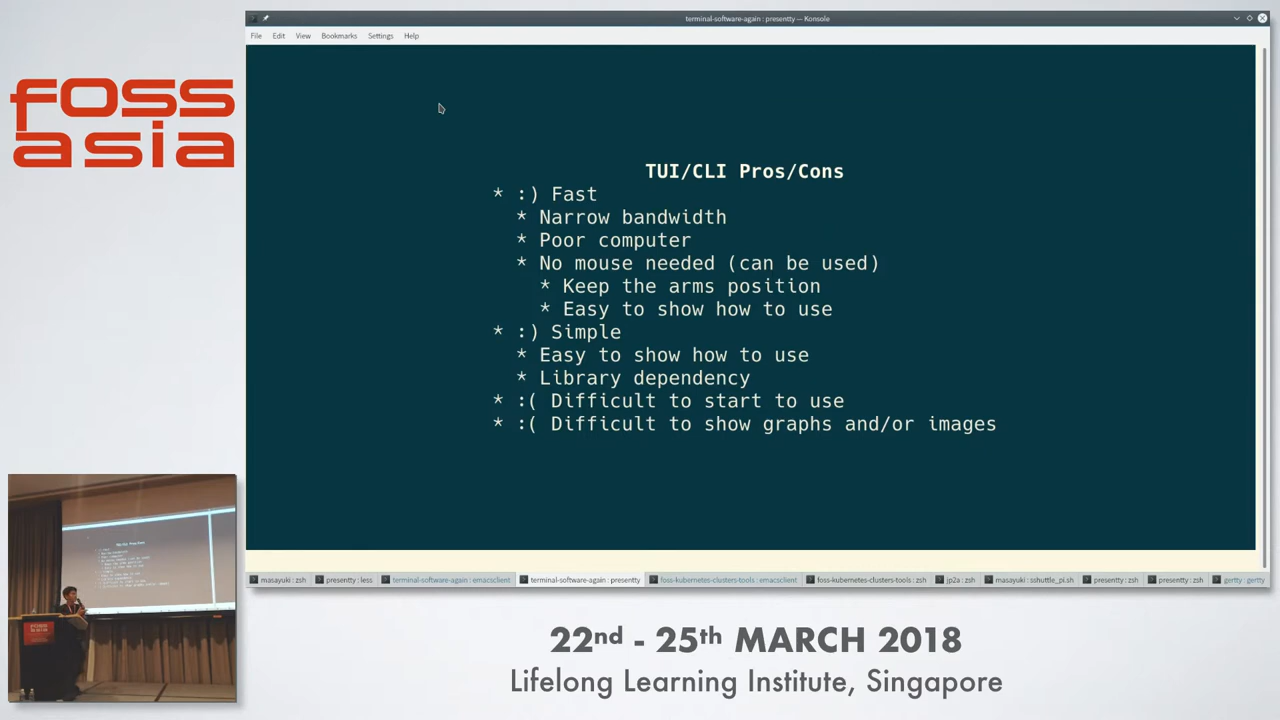 foss
asia
terminal-software-again : presentty — Konsole
File Edit View Bookmarks Settings Help
TUI/CLI Pros/Cons
* :) Fast
* Narrow bandwidth
* Poor computer
* No mouse needed (can be used)
* Keep the arms position
* Easy to show how to use
* :) Simple
* Easy to show how to use
* Library dependency
* :( Difficult to start to use
* :( Difficult to show graphs and/or images
masayuki : zsh presentty : less terminal-software-again : emacsclient terminal-software-again : presentty foss-kubernetes-clusters-tools : emacsclient foss-kubernetes-clusters-tools : zsh jp2a : zsh masayuki : sshuttle_pi.sh presentty : zsh presentty : zsh gertty : gertty
FOSS
ASIA
22nd - 25th MARCH 2018
Lifelong Learning Institute, Singapore